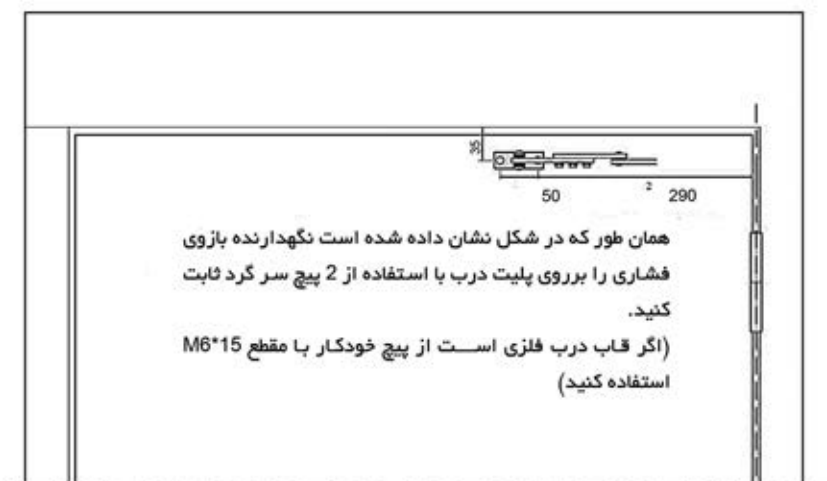 35
50
2
290
همان طور که در شکل نشان داده شده است نگهدارنده بازوی
فشاری را برروی پلیت درب با استفاده از 2 پیچ سر گرد ثابت
کنید.
(اگر قاب درب فلزی است از پیچ خودکار با مقطع M6*15
استفاده کنید)